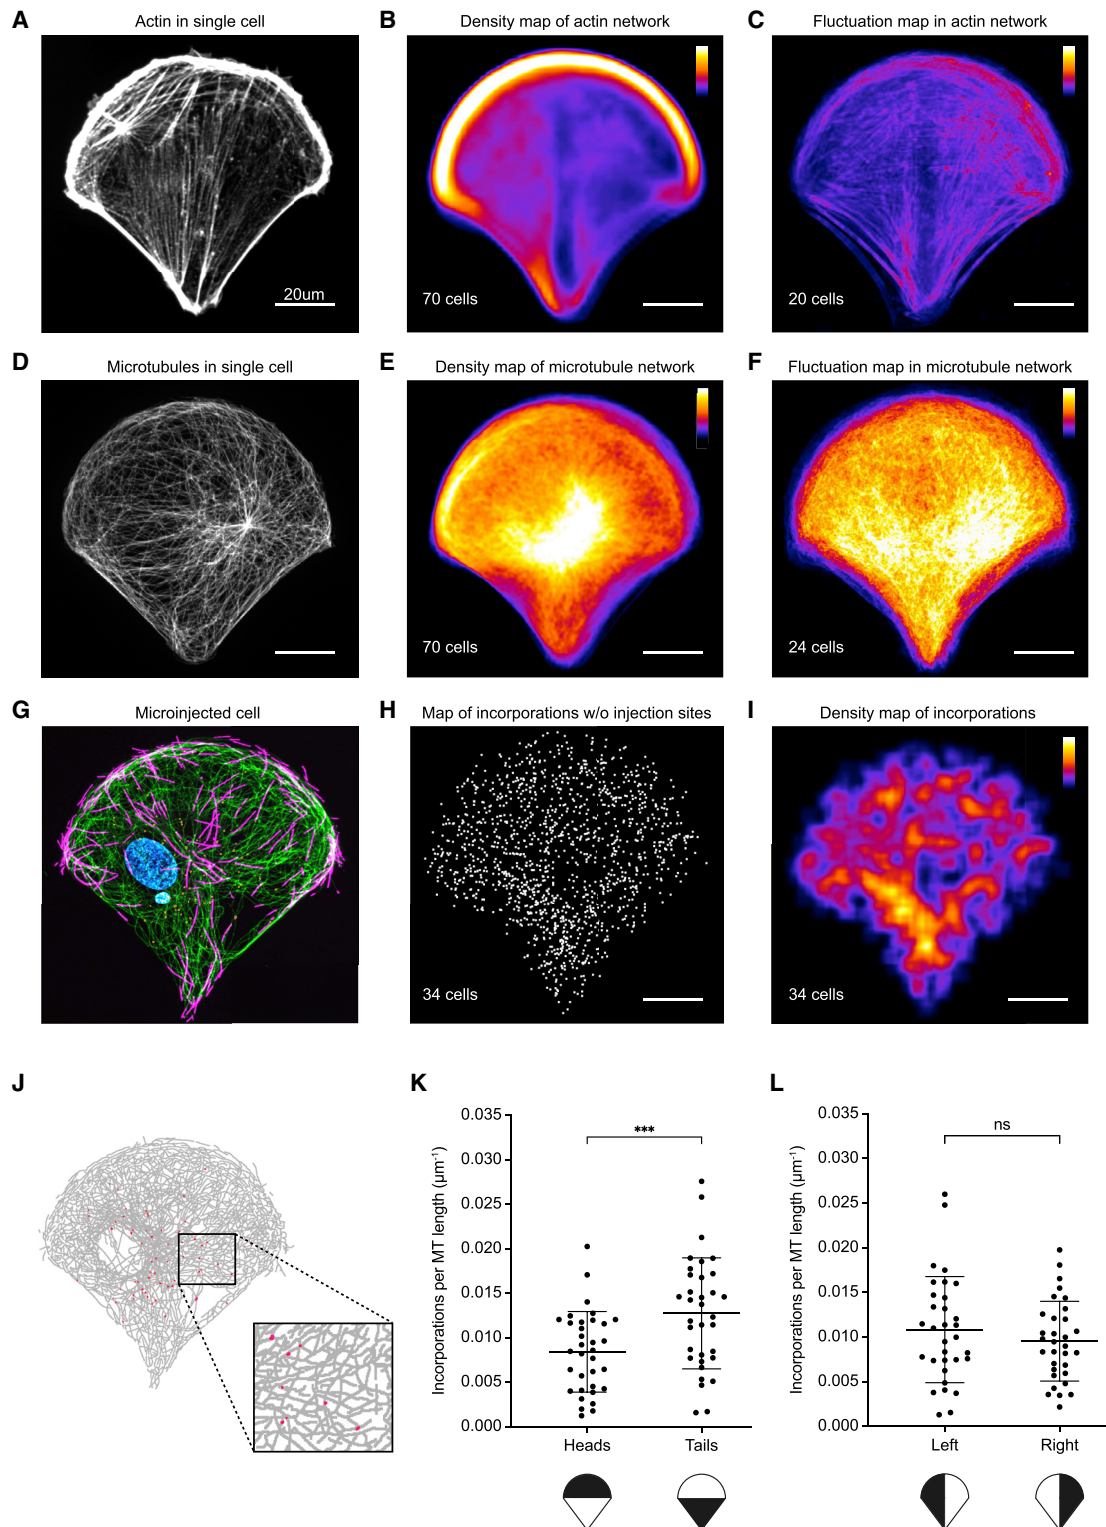 A Actin in single cell
20um
B Density map of actin network
70 cells
C Fluctuation map in actin network
20 cells
D Microtubules in single cell
E Density map of microtubule network
70 cells
F Fluctuation map in microtubule network
24 cells
G Microinjected cell
H Map of incorporations w/o injection sites
34 cells
I Density map of incorporations
34 cells
J
K
Incorporations per MT length (µm⁻¹)
0.035
0.030
0.025
0.020
0.015
0.010
0.005
0.000
***
Heads Tails
L
Incorporations per MT length (µm⁻¹)
0.035
0.030
0.025
0.020
0.015
0.010
0.005
0.000
ns
Left Right